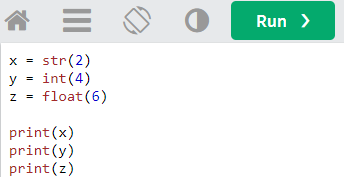 Run ❯
x = str(2)
y = int(4)
z = float(6)
print(x)
print(y)
print(z)